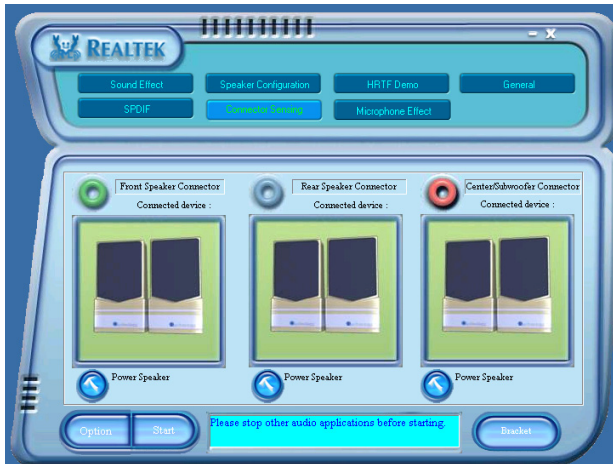 REALTEK
Sound Effect
Speaker Configuration
HRTF Demo
General
SPDIF
Connector Sensing
Microphone Effect
Front Speaker Connector
Rear Speaker Connector
Center/Subwoofer Connector
Connected device :
Connected device :
Connected device :
Power Speaker
Power Speaker
Power Speaker
Option
Start
Please stop other audio applications before starting.
Bracket